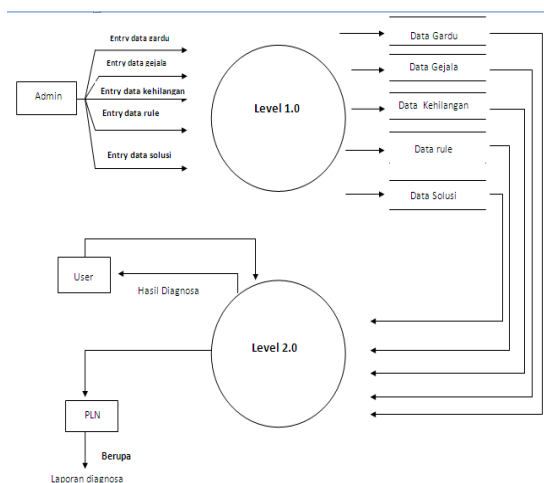 Entry data gardu
Entry data gejala
Entry data kehilangan
Entry data rule
Entry data solusi
Admin
Level 1.0
Data Gardu
Data Gejala
Data Kehilangan
Data rule
Data Solusi
User
Hasil Diagnosa
Level 2.0
PLN
Berupa
Laporan diagnosa